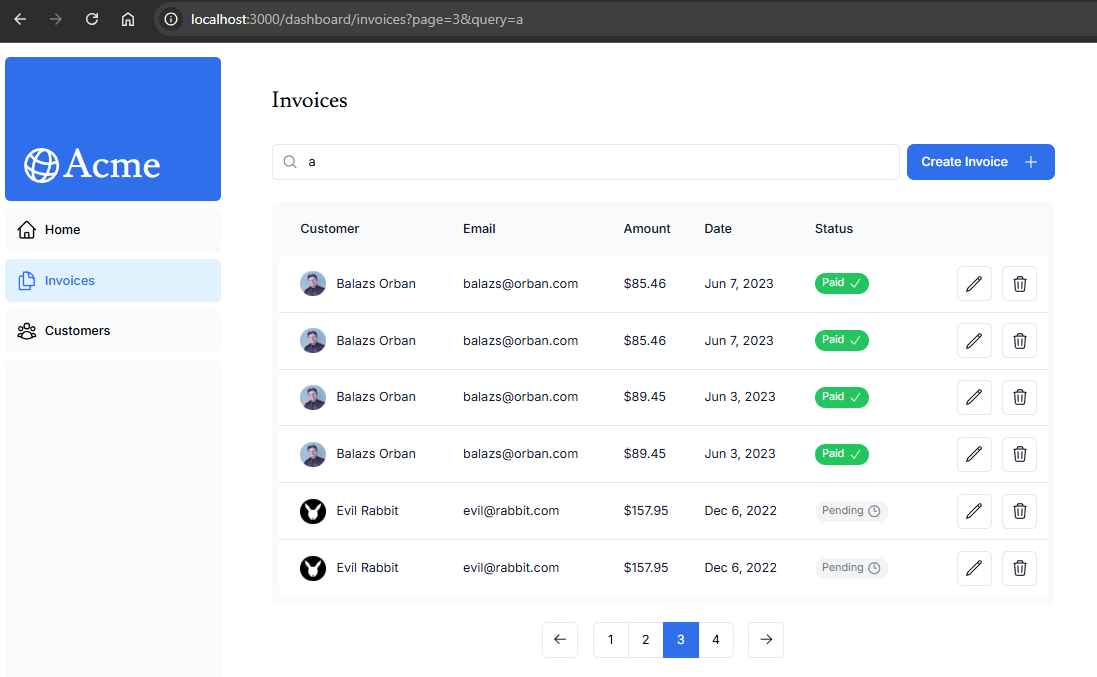 localhost:3000/dashboard/invoices?page=3&query=a
Acme
Home
Invoices
Customers
Invoices
a
Create Invoice
Customer Email Amount Date Status
Balazs Orban balazs@orban.com $85.46 Jun 7, 2023 Paid
Balazs Orban balazs@orban.com $85.46 Jun 7, 2023 Paid
Balazs Orban balazs@orban.com $89.45 Jun 3, 2023 Paid
Balazs Orban balazs@orban.com $89.45 Jun 3, 2023 Paid
Evil Rabbit evil@rabbit.com $157.95 Dec 6, 2022 Pending
Evil Rabbit evil@rabbit.com $157.95 Dec 6, 2022 Pending
1 2 3 4